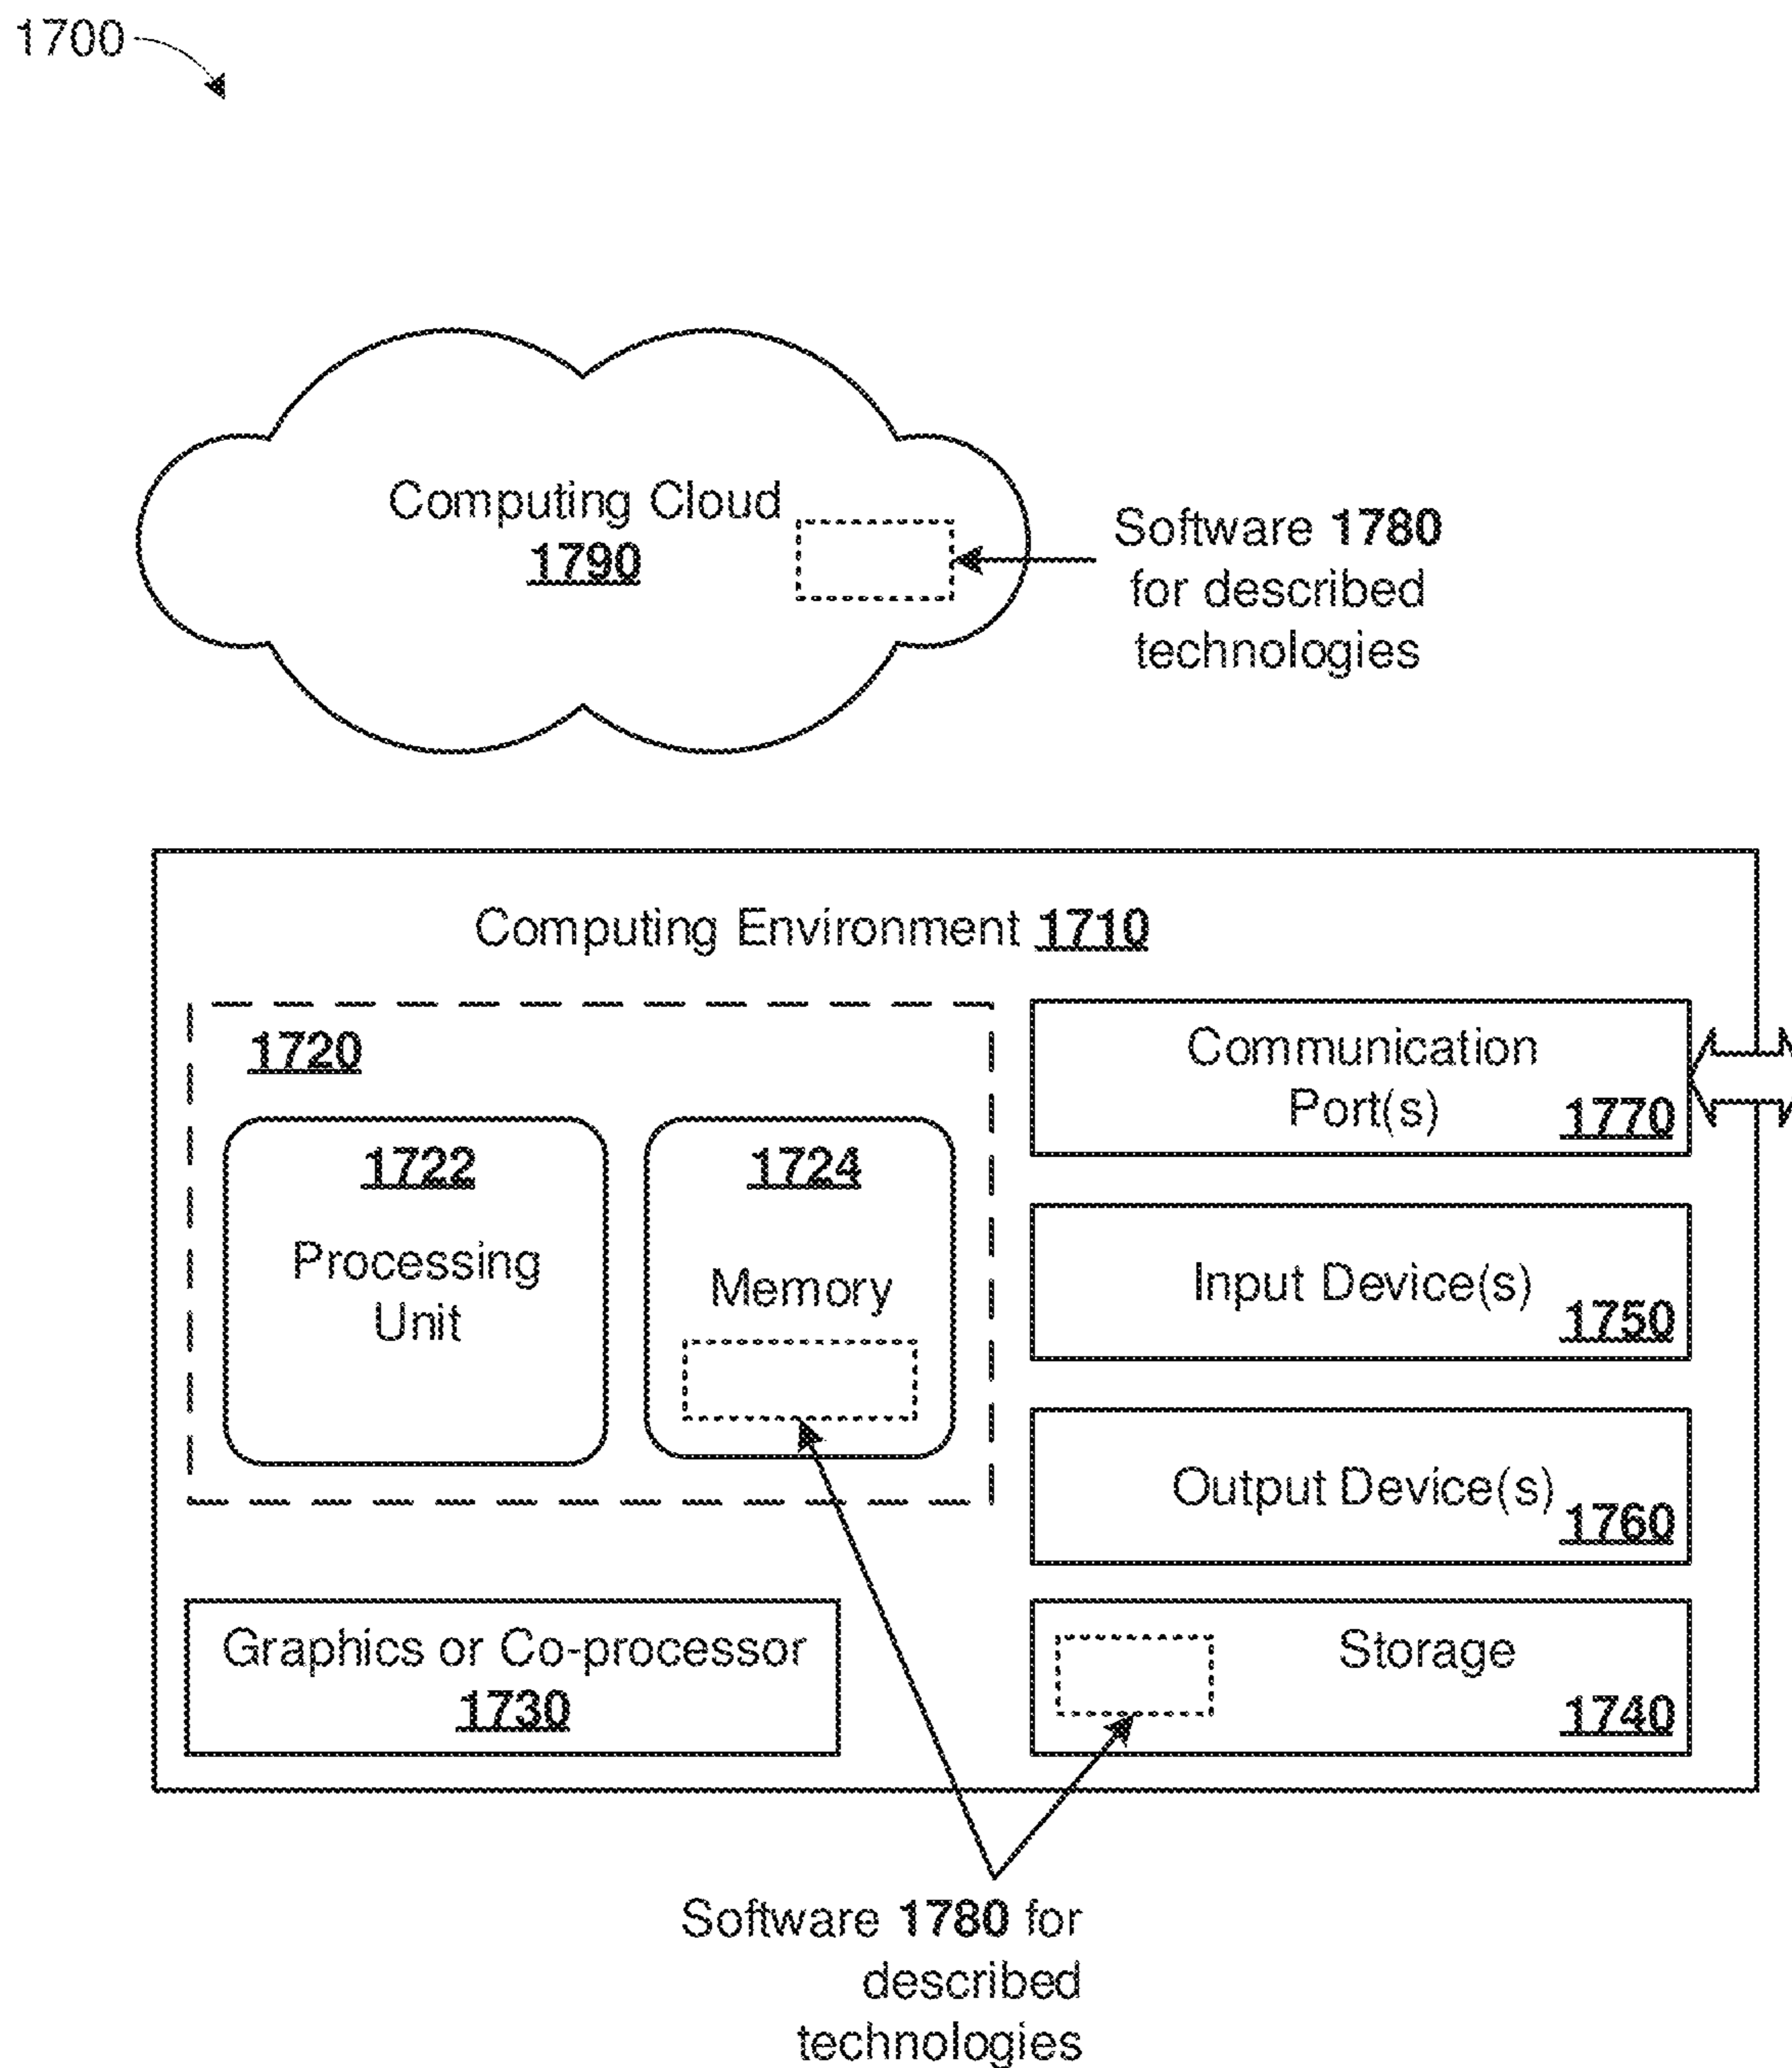 1700
Computing Cloud
1790
Software 1780
for described
technologies
Computing Environment 1710
1720
1722
Processing
Unit
1724
Memory
Communication
Port(s)
1770
Input Device(s)
1750
Output Device(s)
1760
Graphics or Co-processor
1730
Storage
1740
Software 1780 for
described
technologies